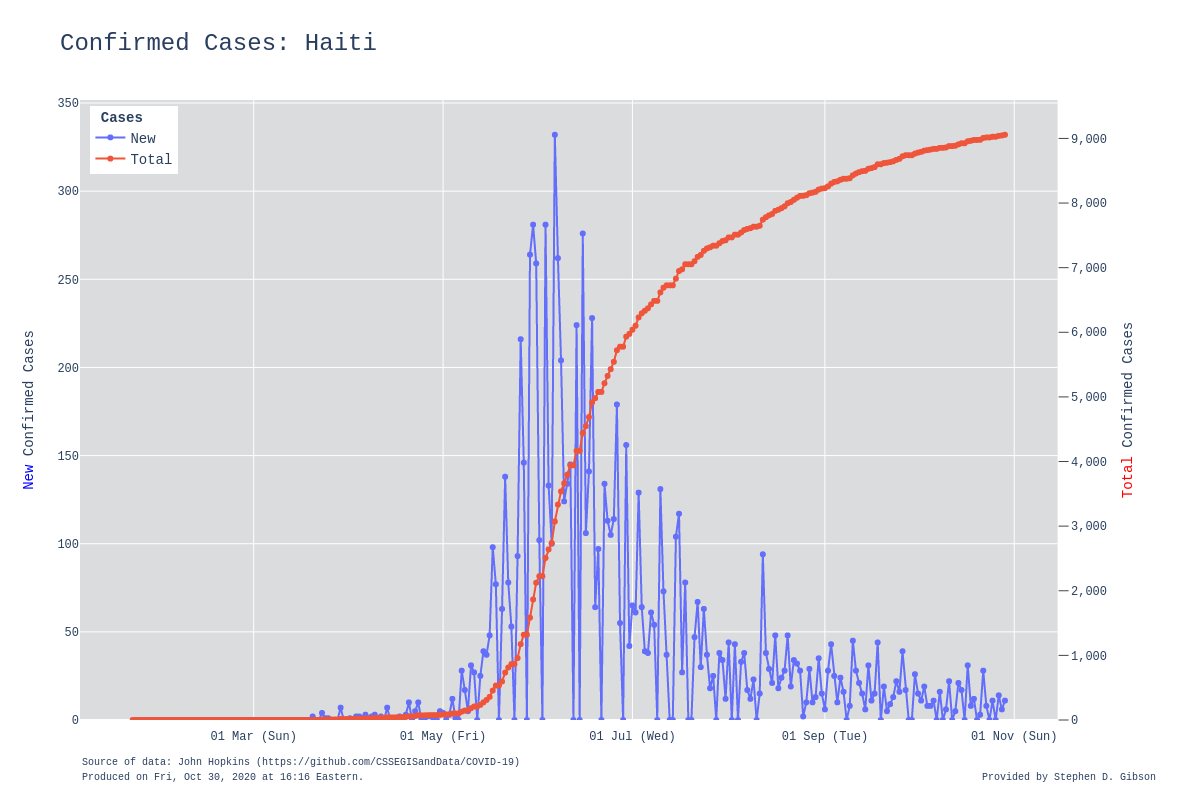 Confirmed Cases: Haiti
Cases
New
Total
350
300
250
200
150
100
50
0
9,000
8,000
7,000
6,000
5,000
4,000
3,000
2,000
1,000
0
New Confirmed Cases
Total Confirmed Cases
01 Mar (Sun)
01 May (Fri)
01 Jul (Wed)
01 Sep (Tue)
01 Nov (Sun)
Source of data: John Hopkins (https://github.com/CSSEGISandData/COVID-19)
Produced on Fri, Oct 30, 2020 at 16:16 Eastern.
Provided by Stephen D. Gibson